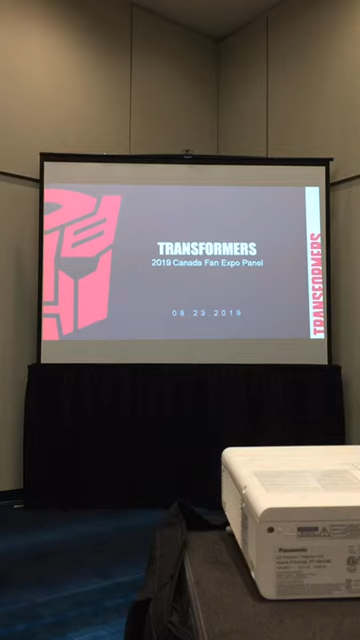 TRANSFORMERS
2019 Canada Fan Expo Panel
08.23.2019
TRANSFORMERS
Panasonic